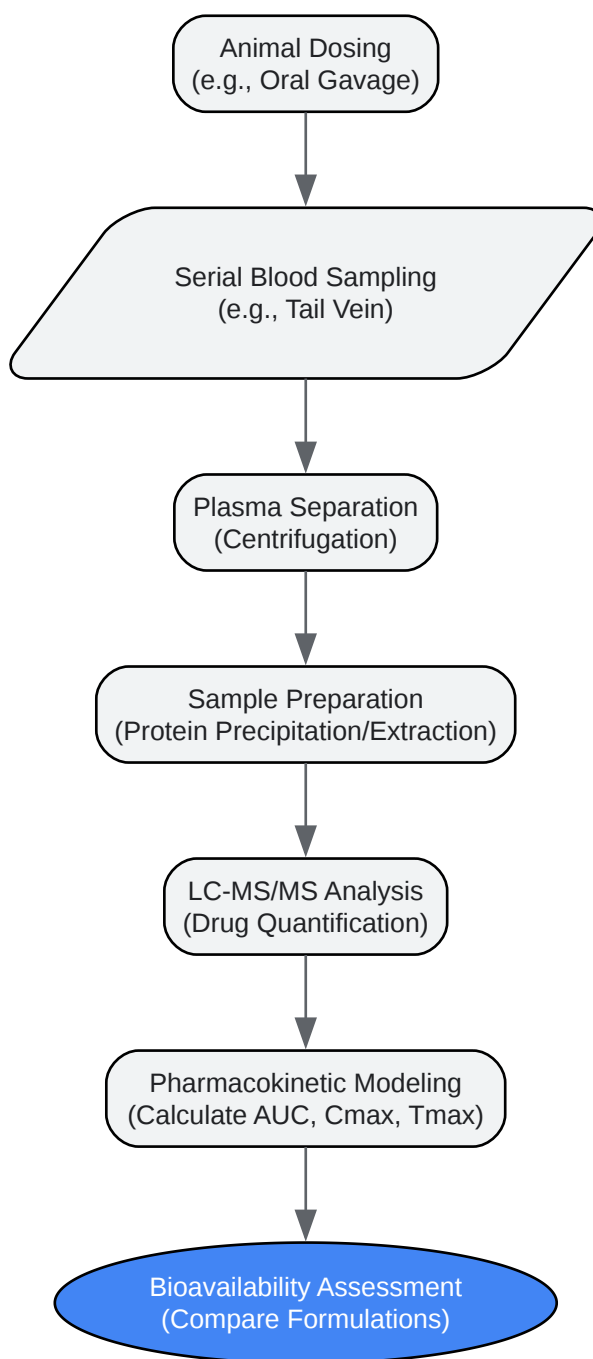 Animal Dosing
(e.g., Oral Gavage)
Serial Blood Sampling
(e.g., Tail Vein)
Plasma Separation
(Centrifugation)
Sample Preparation
(Protein Precipitation/Extraction)
LC-MS/MS Analysis
(Drug Quantification)
Pharmacokinetic Modeling
(Calculate AUC, Cmax, Tmax)
Bioavailability Assessment
(Compare Formulations)